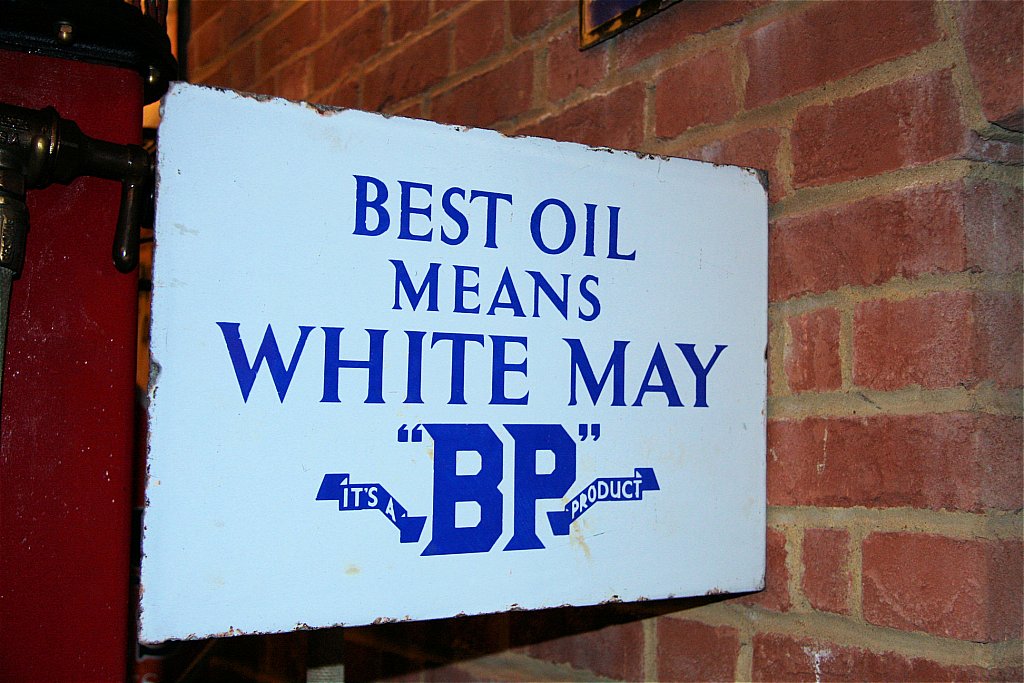 BEST OIL
MEANS
WHITE MAY
"BP"
IT'S A PRODUCT